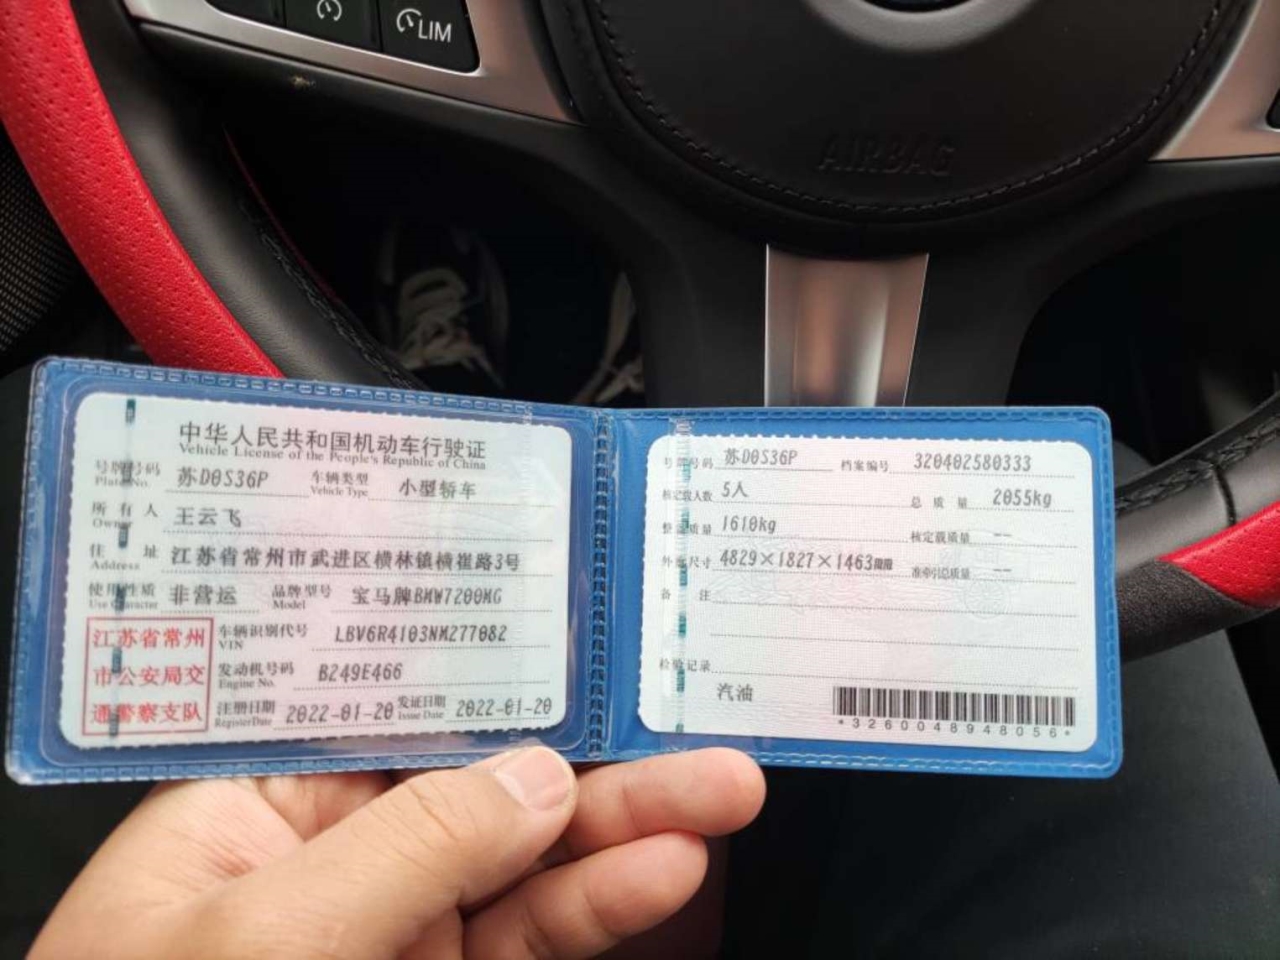 LIM
AIRBAG
中华人民共和国机动车行驶证
Vehicle License of the People's Republic of China
号牌号码 苏D0S36P 车辆类型 小型轿车
Plate No. Vehicle Type
所有人 王云飞
Owner
住址 江苏省常州市武进区横林镇横崔路3号
Address
使用性质 非营运 品牌型号 宝马牌BMW7200MG
Use Character Model
江苏省常州
市公安局交
通警察支队
车辆识别代号 LBV6R4103NM277082
VIN
发动机号码 B249E466
Engine No.
注册日期 2022-01-20 发证日期 2022-01-20
Register Date Issue Date
号牌号码 苏D0S36P 档案编号 320402580333
核定载人数 5人 总质量 2055kg
整备质量 1610kg 核定载质量 --
外廓尺寸 4829×1827×1463 准牵引总质量 --
备注
检验记录
汽油
*3260048948056*